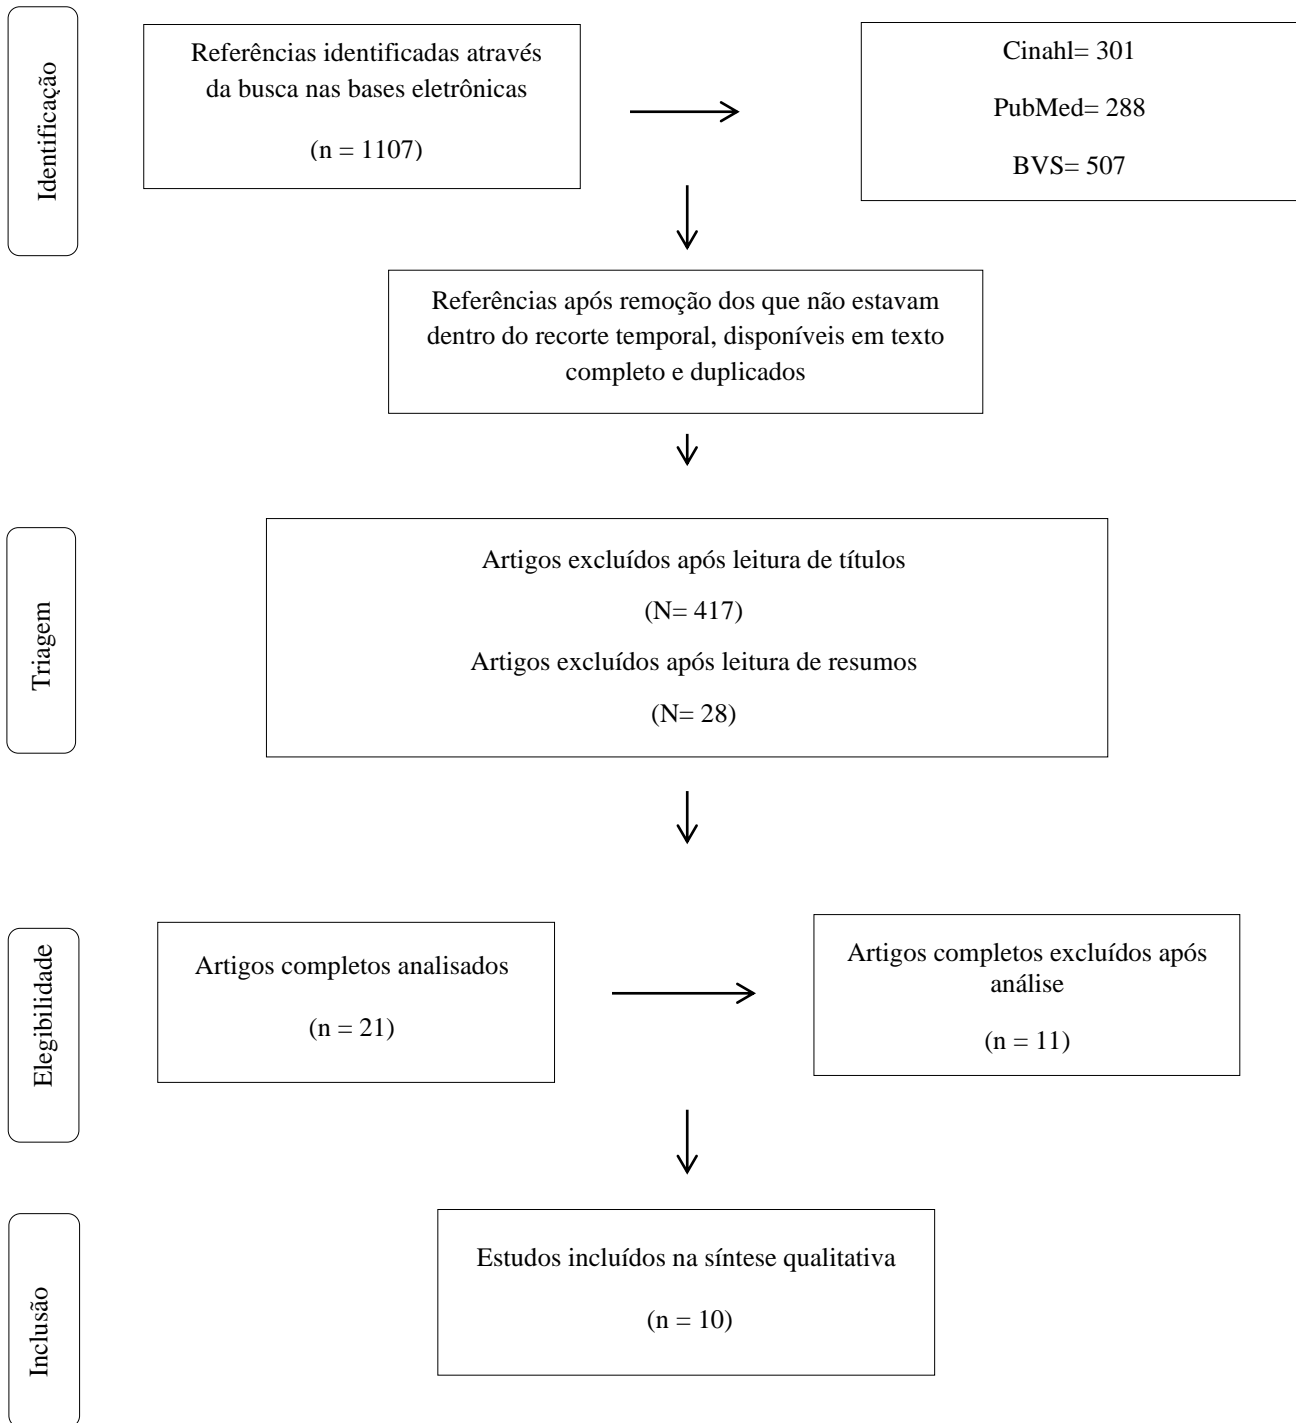 Identificação
Referências identificadas através
da busca nas bases eletrônicas
(n = 1107)
Cinahl= 301
PubMed= 288
BVS= 507
Referências após remoção dos que não estavam
dentro do recorte temporal, disponíveis em texto
completo e duplicados
Triagem
Artigos excluídos após leitura de títulos
(N= 417)
Artigos excluídos após leitura de resumos
(N= 28)
Elegibilidade
Artigos completos analisados
(n = 21)
Artigos completos excluídos após
análise
(n = 11)
Inclusão
Estudos incluídos na síntese qualitativa
(n = 10)